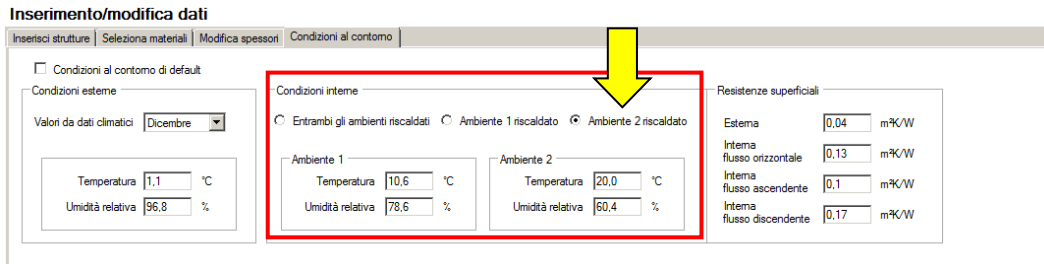 Inserimento/modifica dati
Inserisci strutture Seleziona materiali Modifica spessori Condizioni al contorno
Condizioni al contorno di default
Condizioni esterne
Valori da dati climatici Dicembre
Temperatura 1,1 °C
Umidità relativa 96,8 %
Condizioni interne
Entrambi gli ambienti riscaldati Ambiente 1 riscaldato Ambiente 2 riscaldato
Ambiente 1
Temperatura 10,6 °C
Umidità relativa 78,6 %
Ambiente 2
Temperatura 20,0 °C
Umidità relativa 60,4 %
Resistenze superficiali
Esterna 0,04 m²K/W
Interna
flusso orizzontale 0,13 m²K/W
Interna
flusso ascendente 0,1 m²K/W
Interna
flusso discendente 0,17 m²K/W